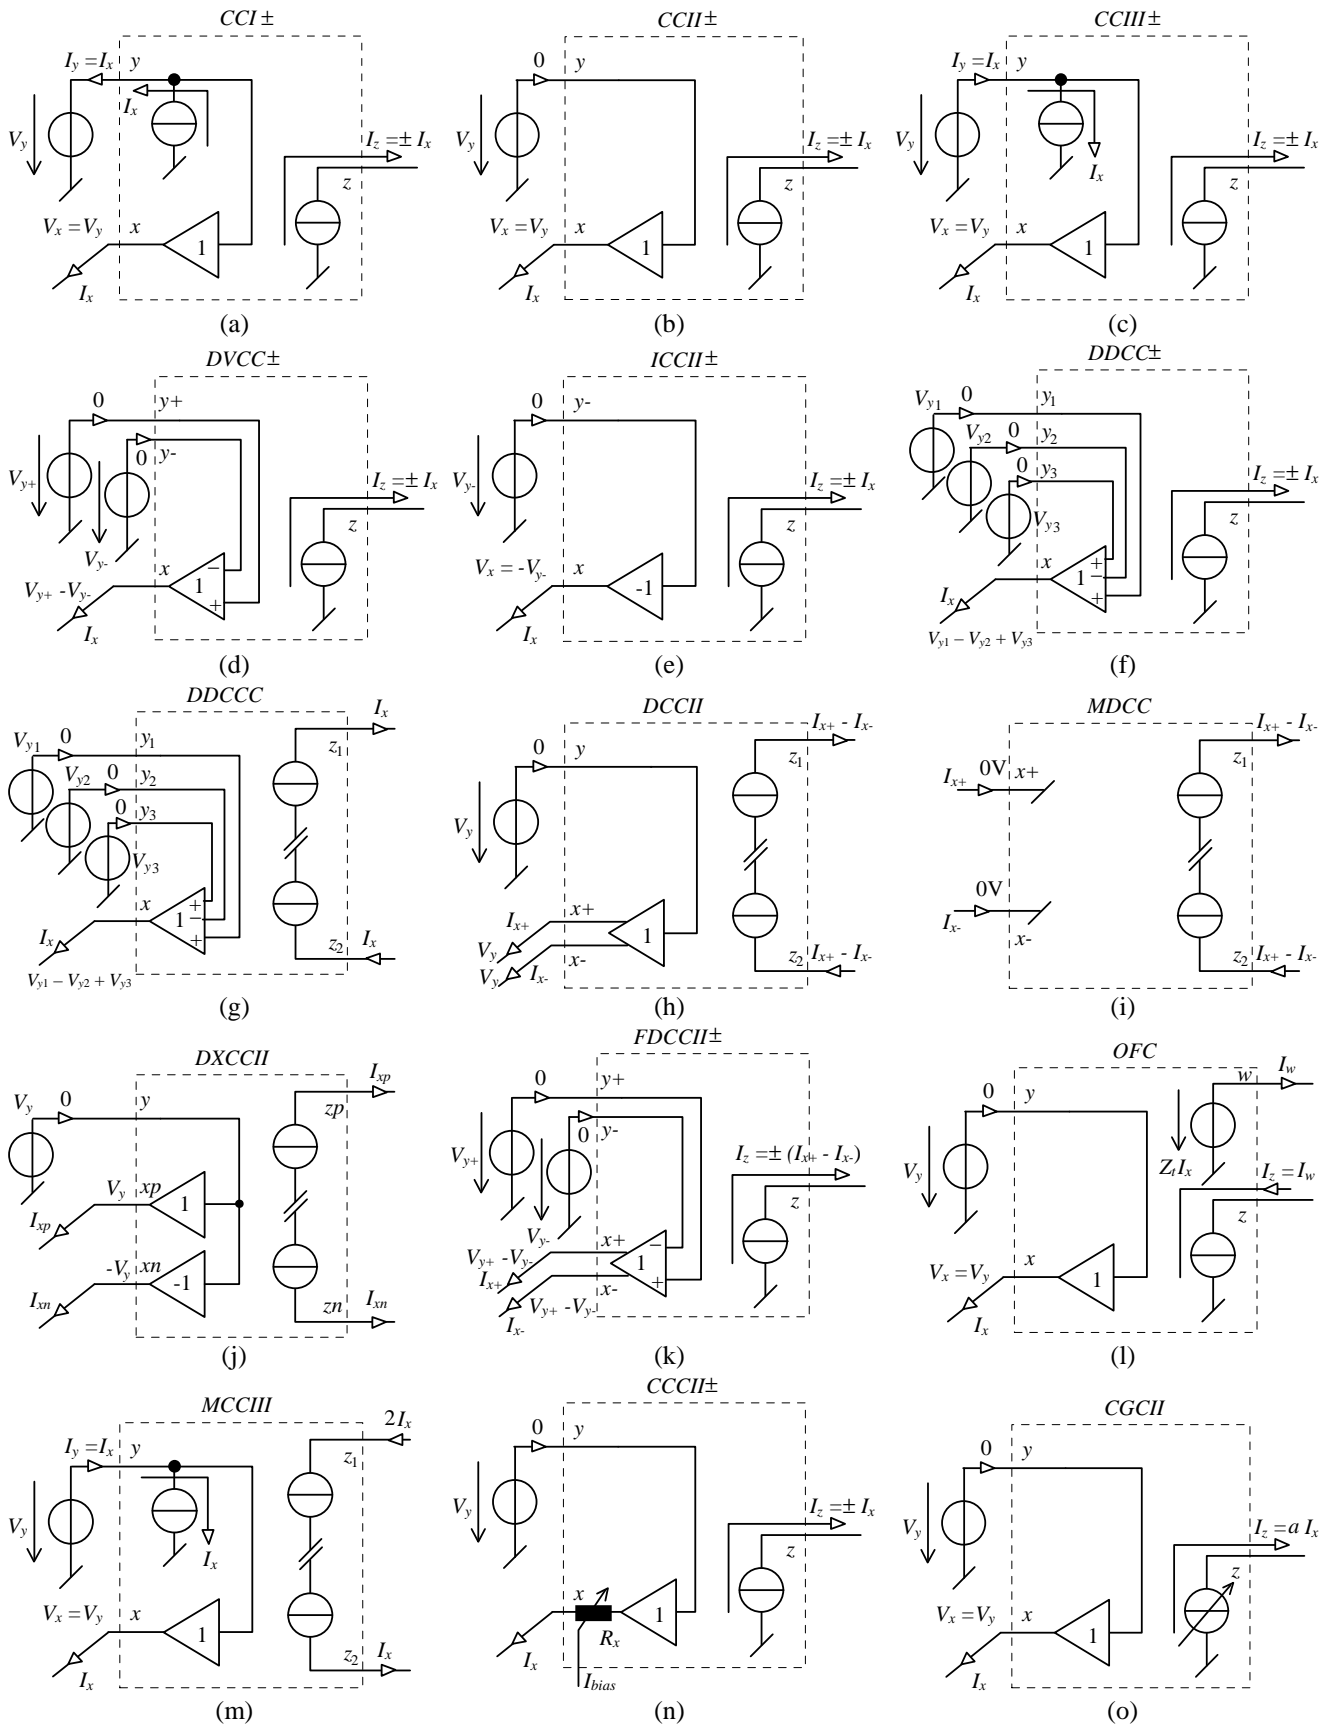 CCI±
I_y = I_x
y
I_x
V_y
I_z = ± I_x
z
V_x = V_y
x
1
I_x
(a)
CCII±
0
y
V_y
I_z = ± I_x
z
V_x = V_y
x
1
I_x
(b)
CCIII±
I_y = I_x
y
V_y
I_x
I_z = ± I_x
z
V_x = V_y
x
1
I_x
(c)
DVCC±
0
y+
0
y-
V_y+
V_y-
I_z = ± I_x
z
x
1
−
+
V_y+ -V_y-
I_x
(d)
ICCII±
0
y-
V_y-
I_z = ± I_x
z
V_x = -V_y-
x
-1
I_x
(e)
DDCC±
V_y1
0
y_1
V_y2
0
y_2
0
y_3
V_y3
I_z = ± I_x
z
x
1
+
−
+
I_x
V_y1 − V_y2 + V_y3
(f)
DDCCC
I_x
V_y1
0
y_1
z_1
V_y2
0
y_2
0
y_3
V_y3
x
1
+
−
+
I_x
z_2
I_x
V_y1 − V_y2 + V_y3
(g)
DCCII
I_x+ - I_x-
0
y
z_1
V_y
I_x+
x+
1
V_y
x-
V_y
I_x-
z_2
I_x+ - I_x-
(h)
MDCC
I_x+ - I_x-
z_1
I_x+
0V
x+
0V
I_x-
x-
z_2
I_x+ - I_x-
(i)
DXCCII
I_xp
V_y
0
y
zp
V_y
xp
1
I_xp
-V_y
xn
-1
I_xn
zn
I_xn
(j)
FDCCII±
0
y+
0
y-
V_y+
V_y-
I_z = ± (I_x+ - I_x-)
z
x+
1
−
+
V_y+ -V_y-
I_x+
x-
V_y+ -V_y-
I_x-
(k)
OFC
w
I_w
0
y
V_y
Z_tI_x
I_z = I_w
z
V_x = V_y
x
1
I_x
(l)
MCCIII
2I_x
I_y = I_x
y
z_1
V_y
I_x
V_x = V_y
x
1
I_x
z_2
I_x
(m)
CCCII±
0
y
V_y
I_z = ± I_x
z
x
1
R_x
I_x
I_bias
(n)
CGCII
0
y
V_y
I_z = a I_x
z
V_x = V_y
x
1
I_x
(o)